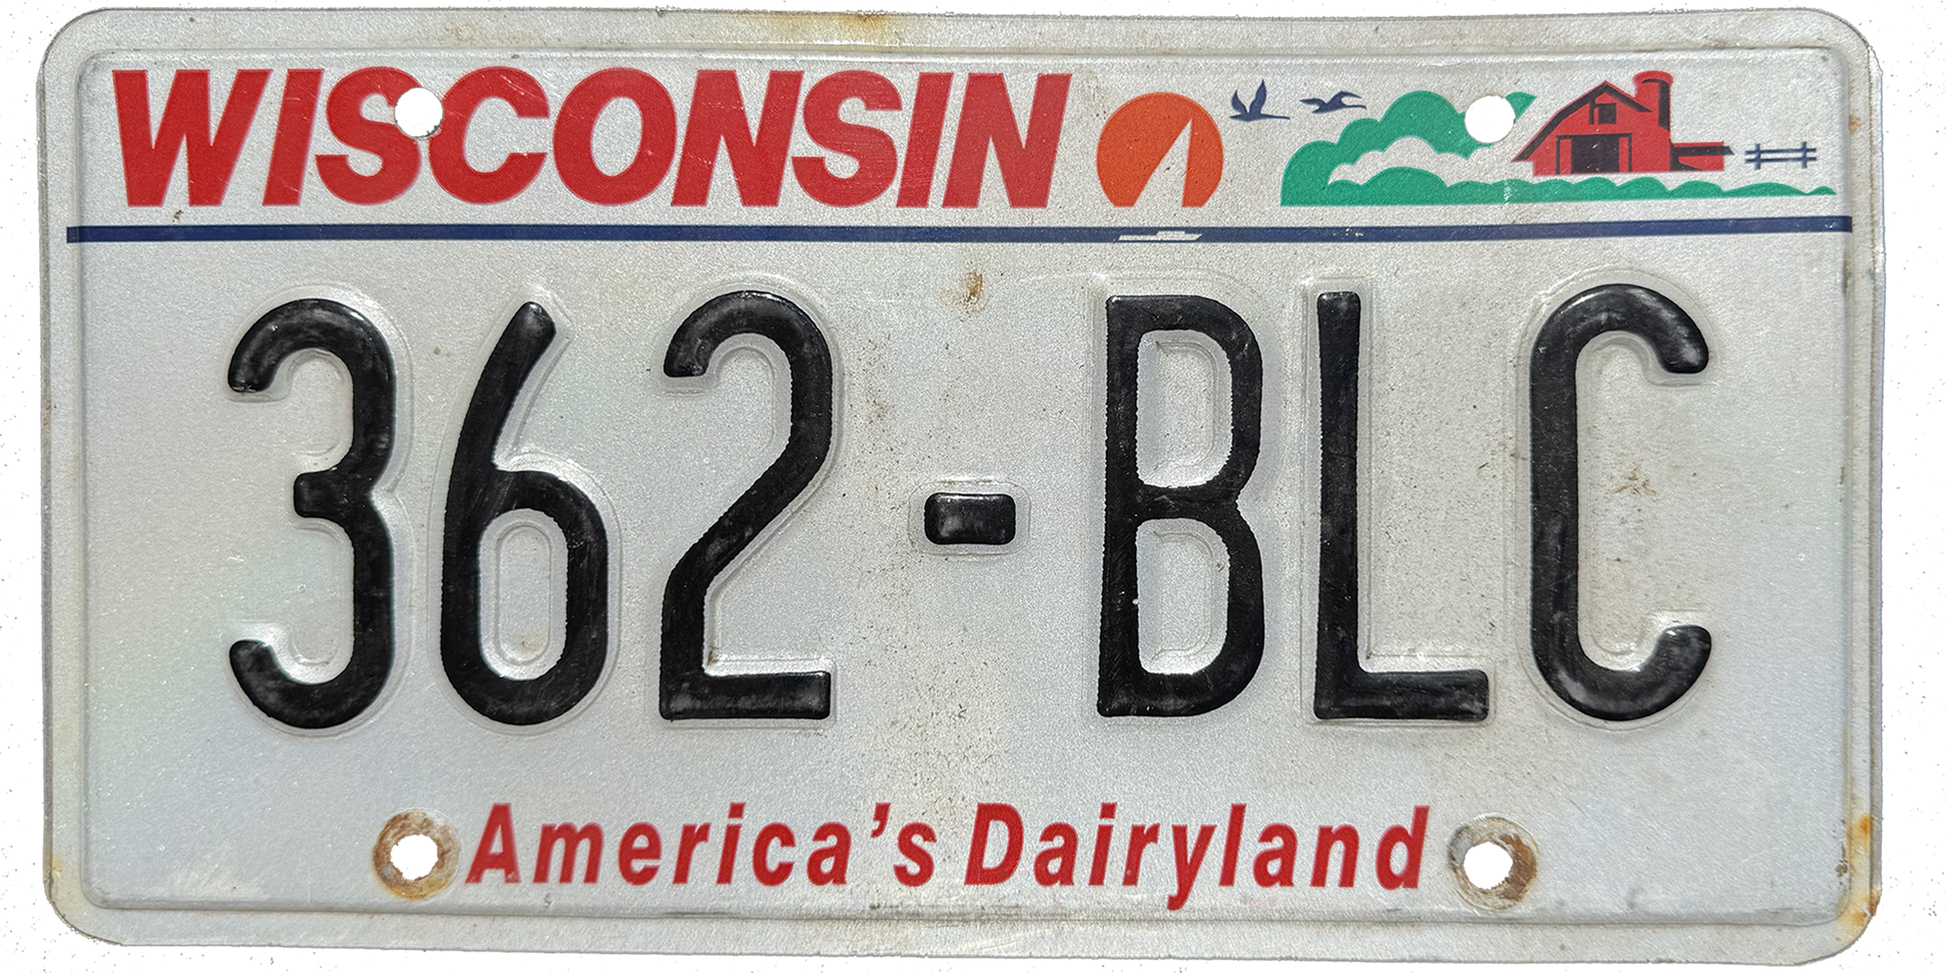 WISCONSIN
362-BLC
America's Dairyland